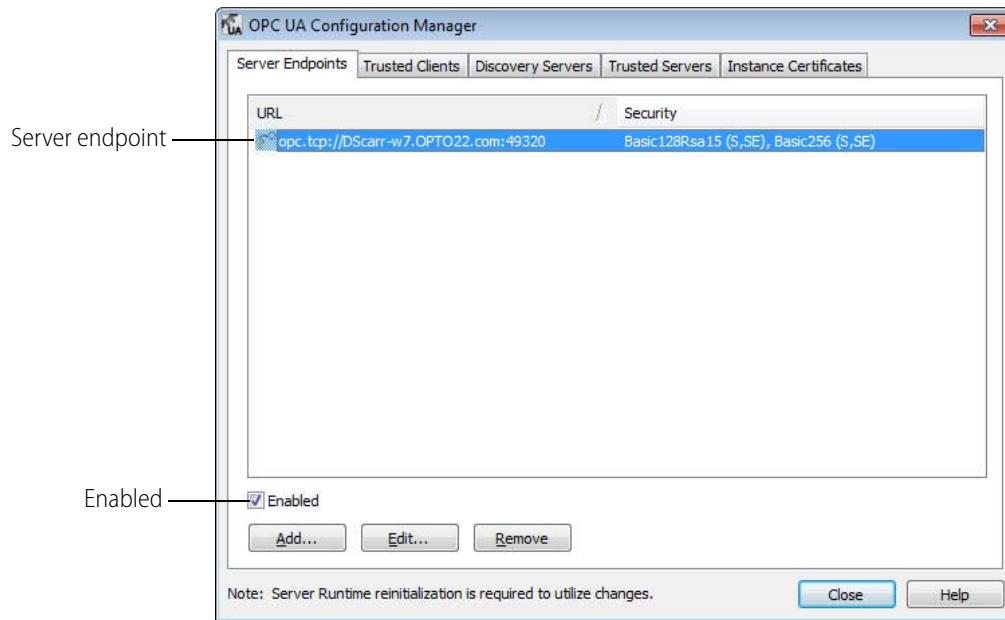 OPC UA Configuration Manager
Server Endpoints Trusted Clients Discovery Servers Trusted Servers Instance Certificates
URL / Security
Server endpoint
opc.tcp://DScarr-w7.OPTO22.com:49320 Basic128Rsa15 (S,SE), Basic256 (S,SE)
Enabled
Enabled
Add... Edit... Remove
Note: Server Runtime reinitialization is required to utilize changes.
Close Help